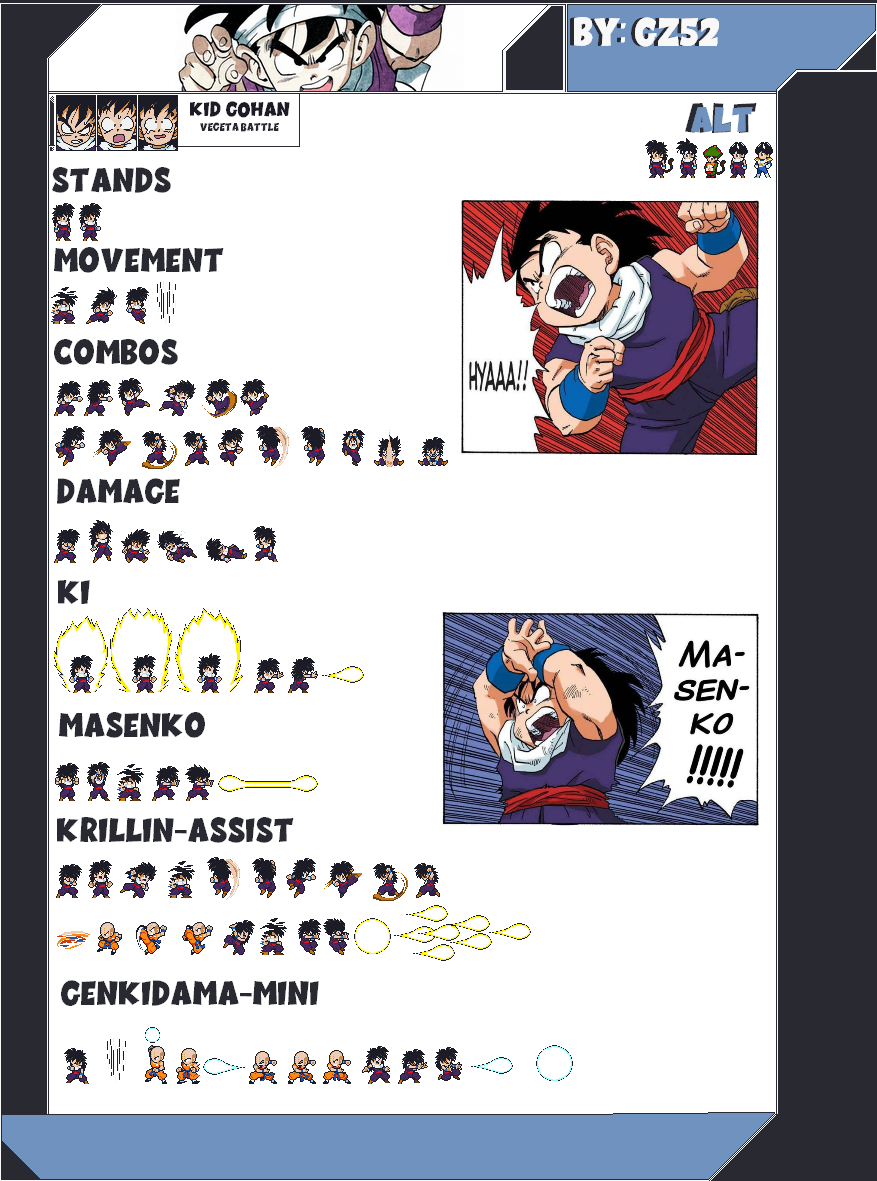 BY: GZ52
KID GOHAN
VEGETA BATTLE
ALT
STANDS
MOVEMENT
COMBOS
HYAAA!!
DAMAGE
KI
MA-
SEN-
KO
!!!!!
MASENKO
KRILLIN-ASSIST
GENKIDAMA-MINI